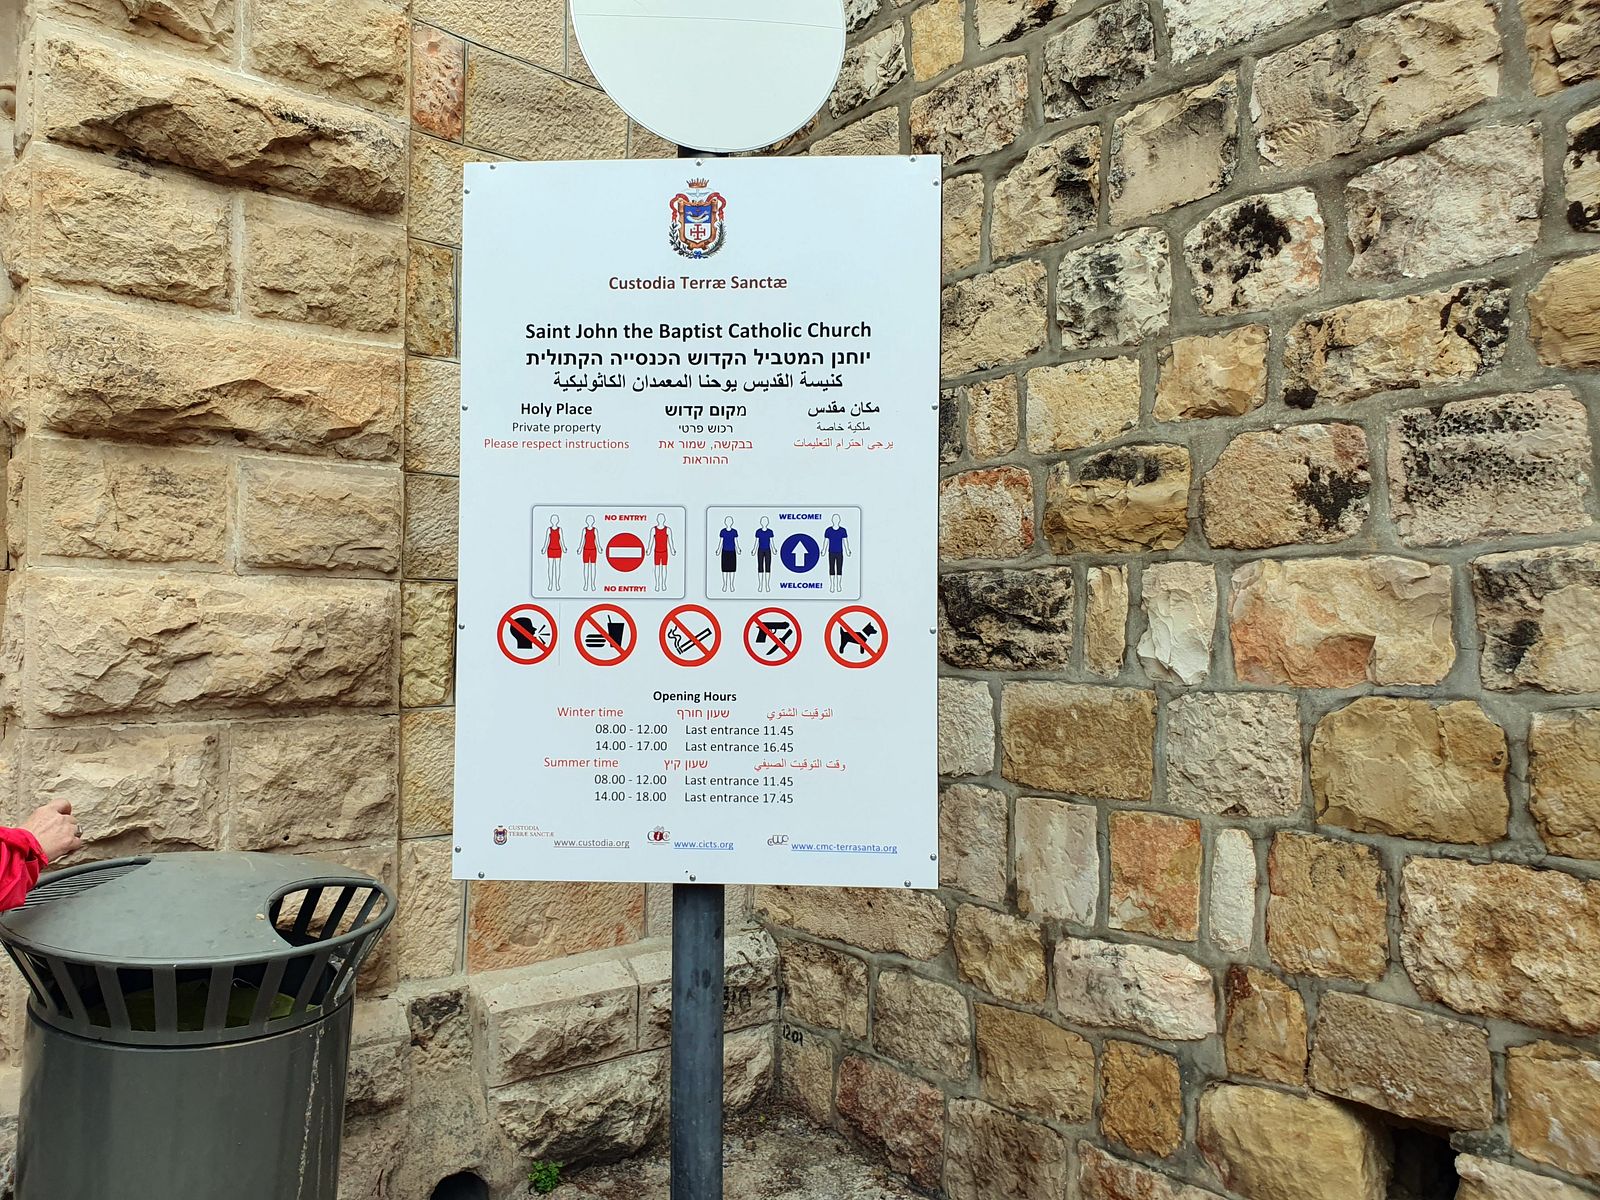 Custodia Terræ Sanctæ
Saint John the Baptist Catholic Church
יוחנן המטביל הקדוש הכנסייה הקתולית
كنيسة القديس يوحنا المعمدان الكاثوليكية
Holy Place מקום קדוש مكان مقدس
Private property רכוש פרטי ملكية خاصة
Please respect instructions בבקשה, שמור את يرجى احترام التعليمات
ההוראות
NO ENTRY! WELCOME!
NO ENTRY! WELCOME!
Opening Hours
Winter time שעון חורף التوقيت الشتوي
08.00 - 12.00 Last entrance 11.45
14.00 - 17.00 Last entrance 16.45
Summer time שעון קיץ وقت التوقيت الصيفي
08.00 - 12.00 Last entrance 11.45
14.00 - 18.00 Last entrance 17.45
CUSTODIA
TERRÆ SANCTÆ
www.custodia.org www.cicts.org www.cmc-terrasanta.org